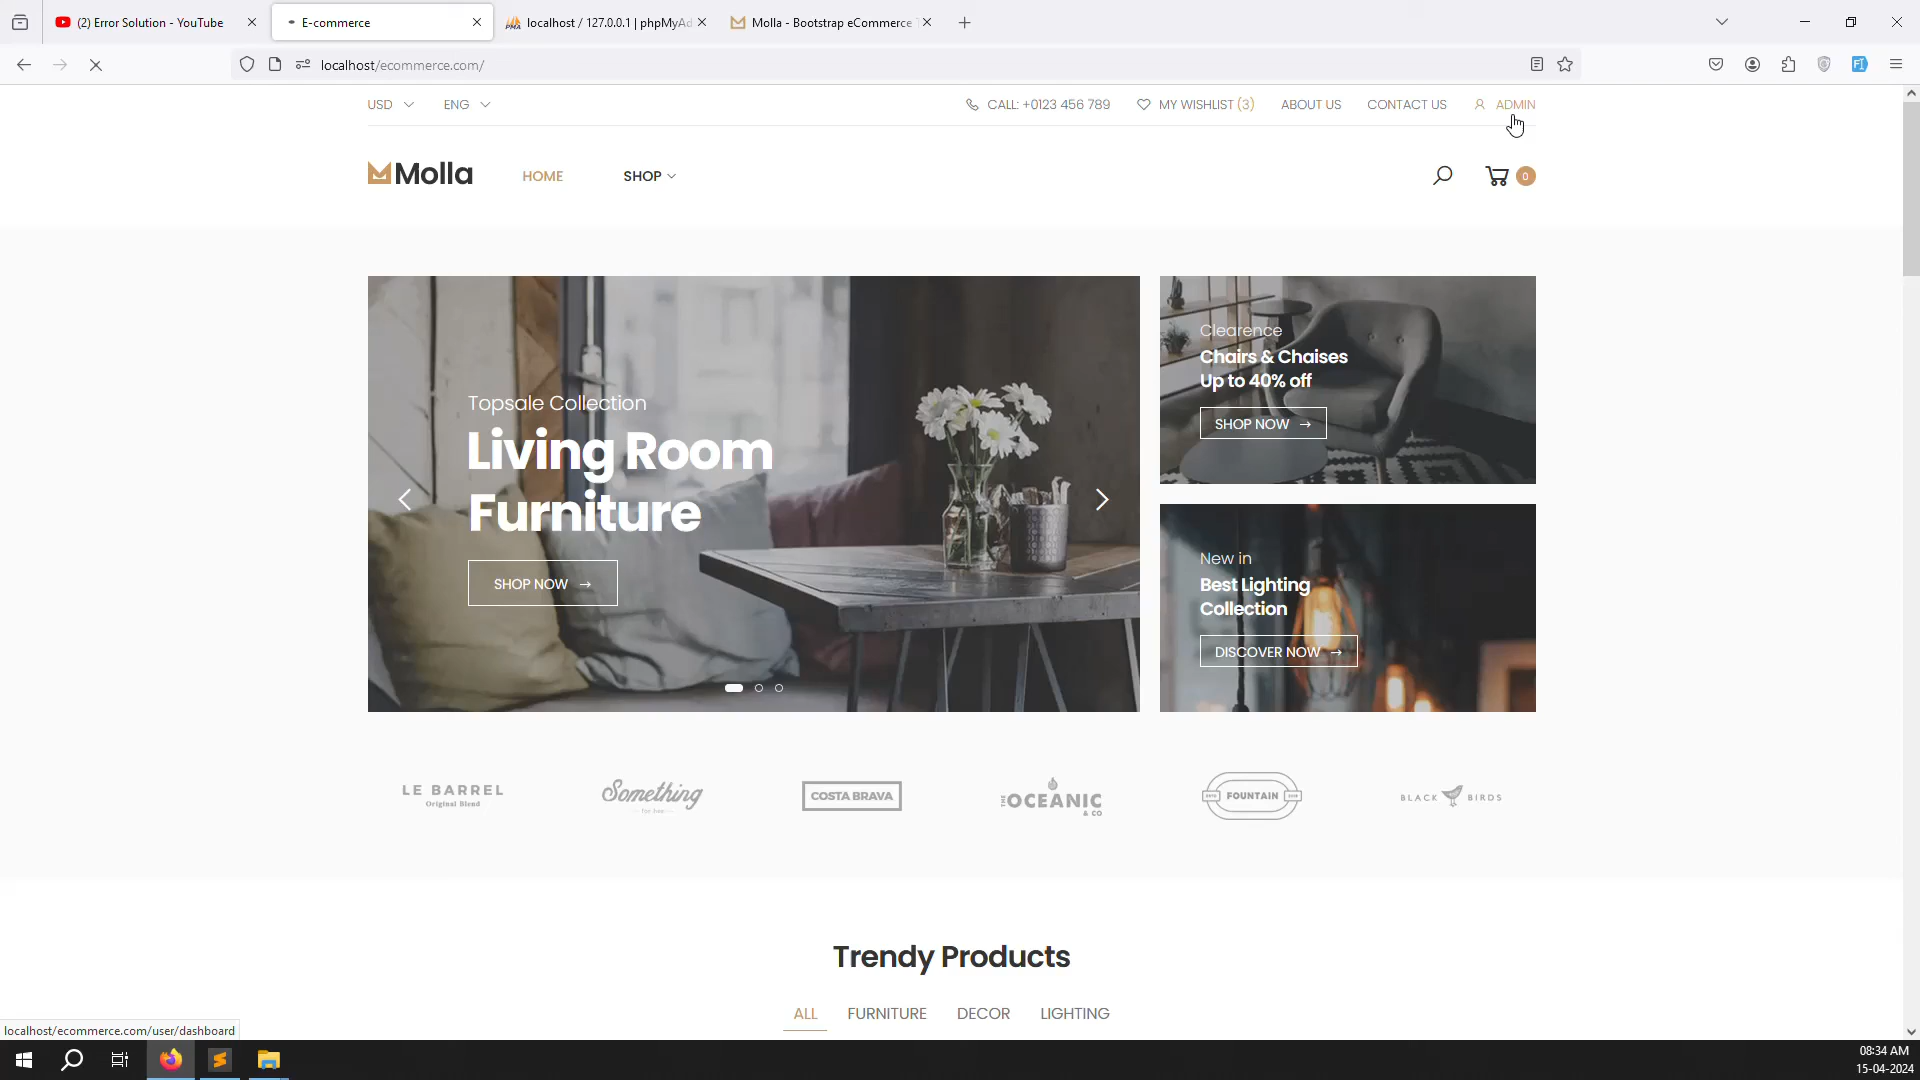 (2) Error Solution - YouTube
E-commerce
localhost / 127.0.0.1 | phpMyAd
Molla - Bootstrap eCommerce
localhost/ecommerce.com/
USD
ENG
CALL: +0123 456 789
MY WISHLIST (3)
ABOUT US
CONTACT US
ADMIN
Molla
HOME
SHOP
0
Topsale Collection
Living Room
Furniture
SHOP NOW →
Clearence
Chairs & Chaises
Up to 40% off
SHOP NOW →
New in
Best Lighting
Collection
DISCOVER NOW →
LE BARREL
Original Blend
Something
COSTA BRAVA
THE OCEANIC
& CO
FOUNTAIN
BLACK BIRDS
Trendy Products
ALL
FURNITURE
DECOR
LIGHTING
localhost/ecommerce.com/user/dashboard
08:34 AM
15-04-2024